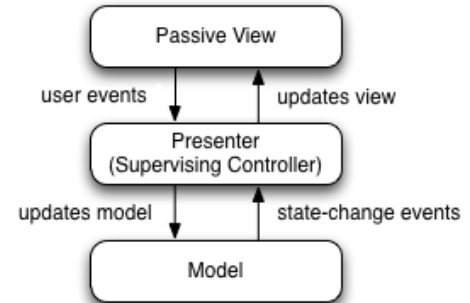 Passive View
user events
updates view
Presenter
(Supervising Controller)
updates model
state-change events
Model